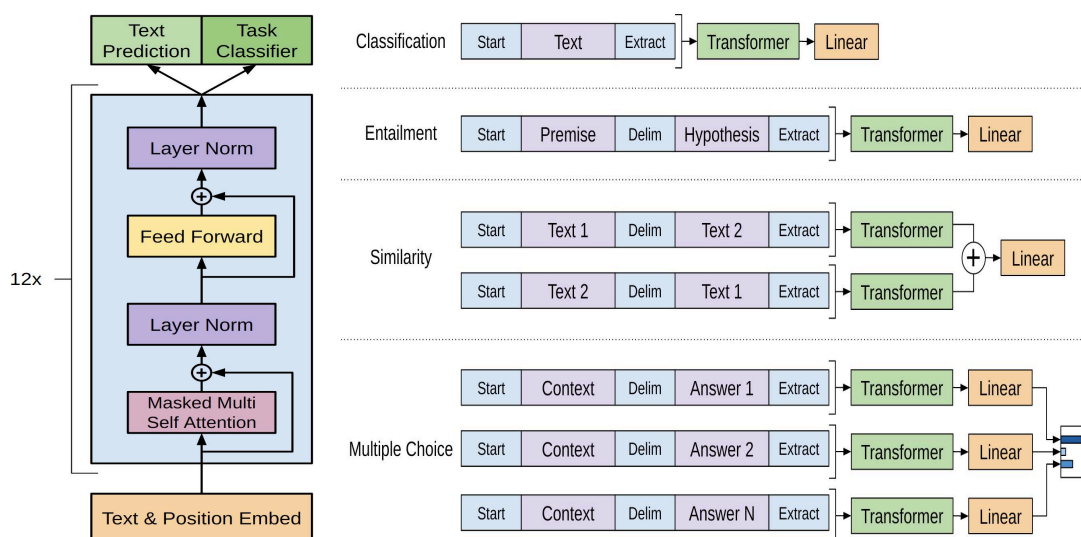 Text
Prediction
Task
Classifier
Layer Norm
+
Feed Forward
12x
Layer Norm
+
Masked Multi
Self Attention
Text & Position Embed
Classification Start Text Extract Transformer Linear
Entailment Start Premise Delim Hypothesis Extract Transformer Linear
Similarity
Start Text 1 Delim Text 2 Extract Transformer
+ Linear
Start Text 2 Delim Text 1 Extract Transformer
Multiple Choice
Start Context Delim Answer 1 Extract Transformer Linear
Start Context Delim Answer 2 Extract Transformer Linear
Start Context Delim Answer N Extract Transformer Linear